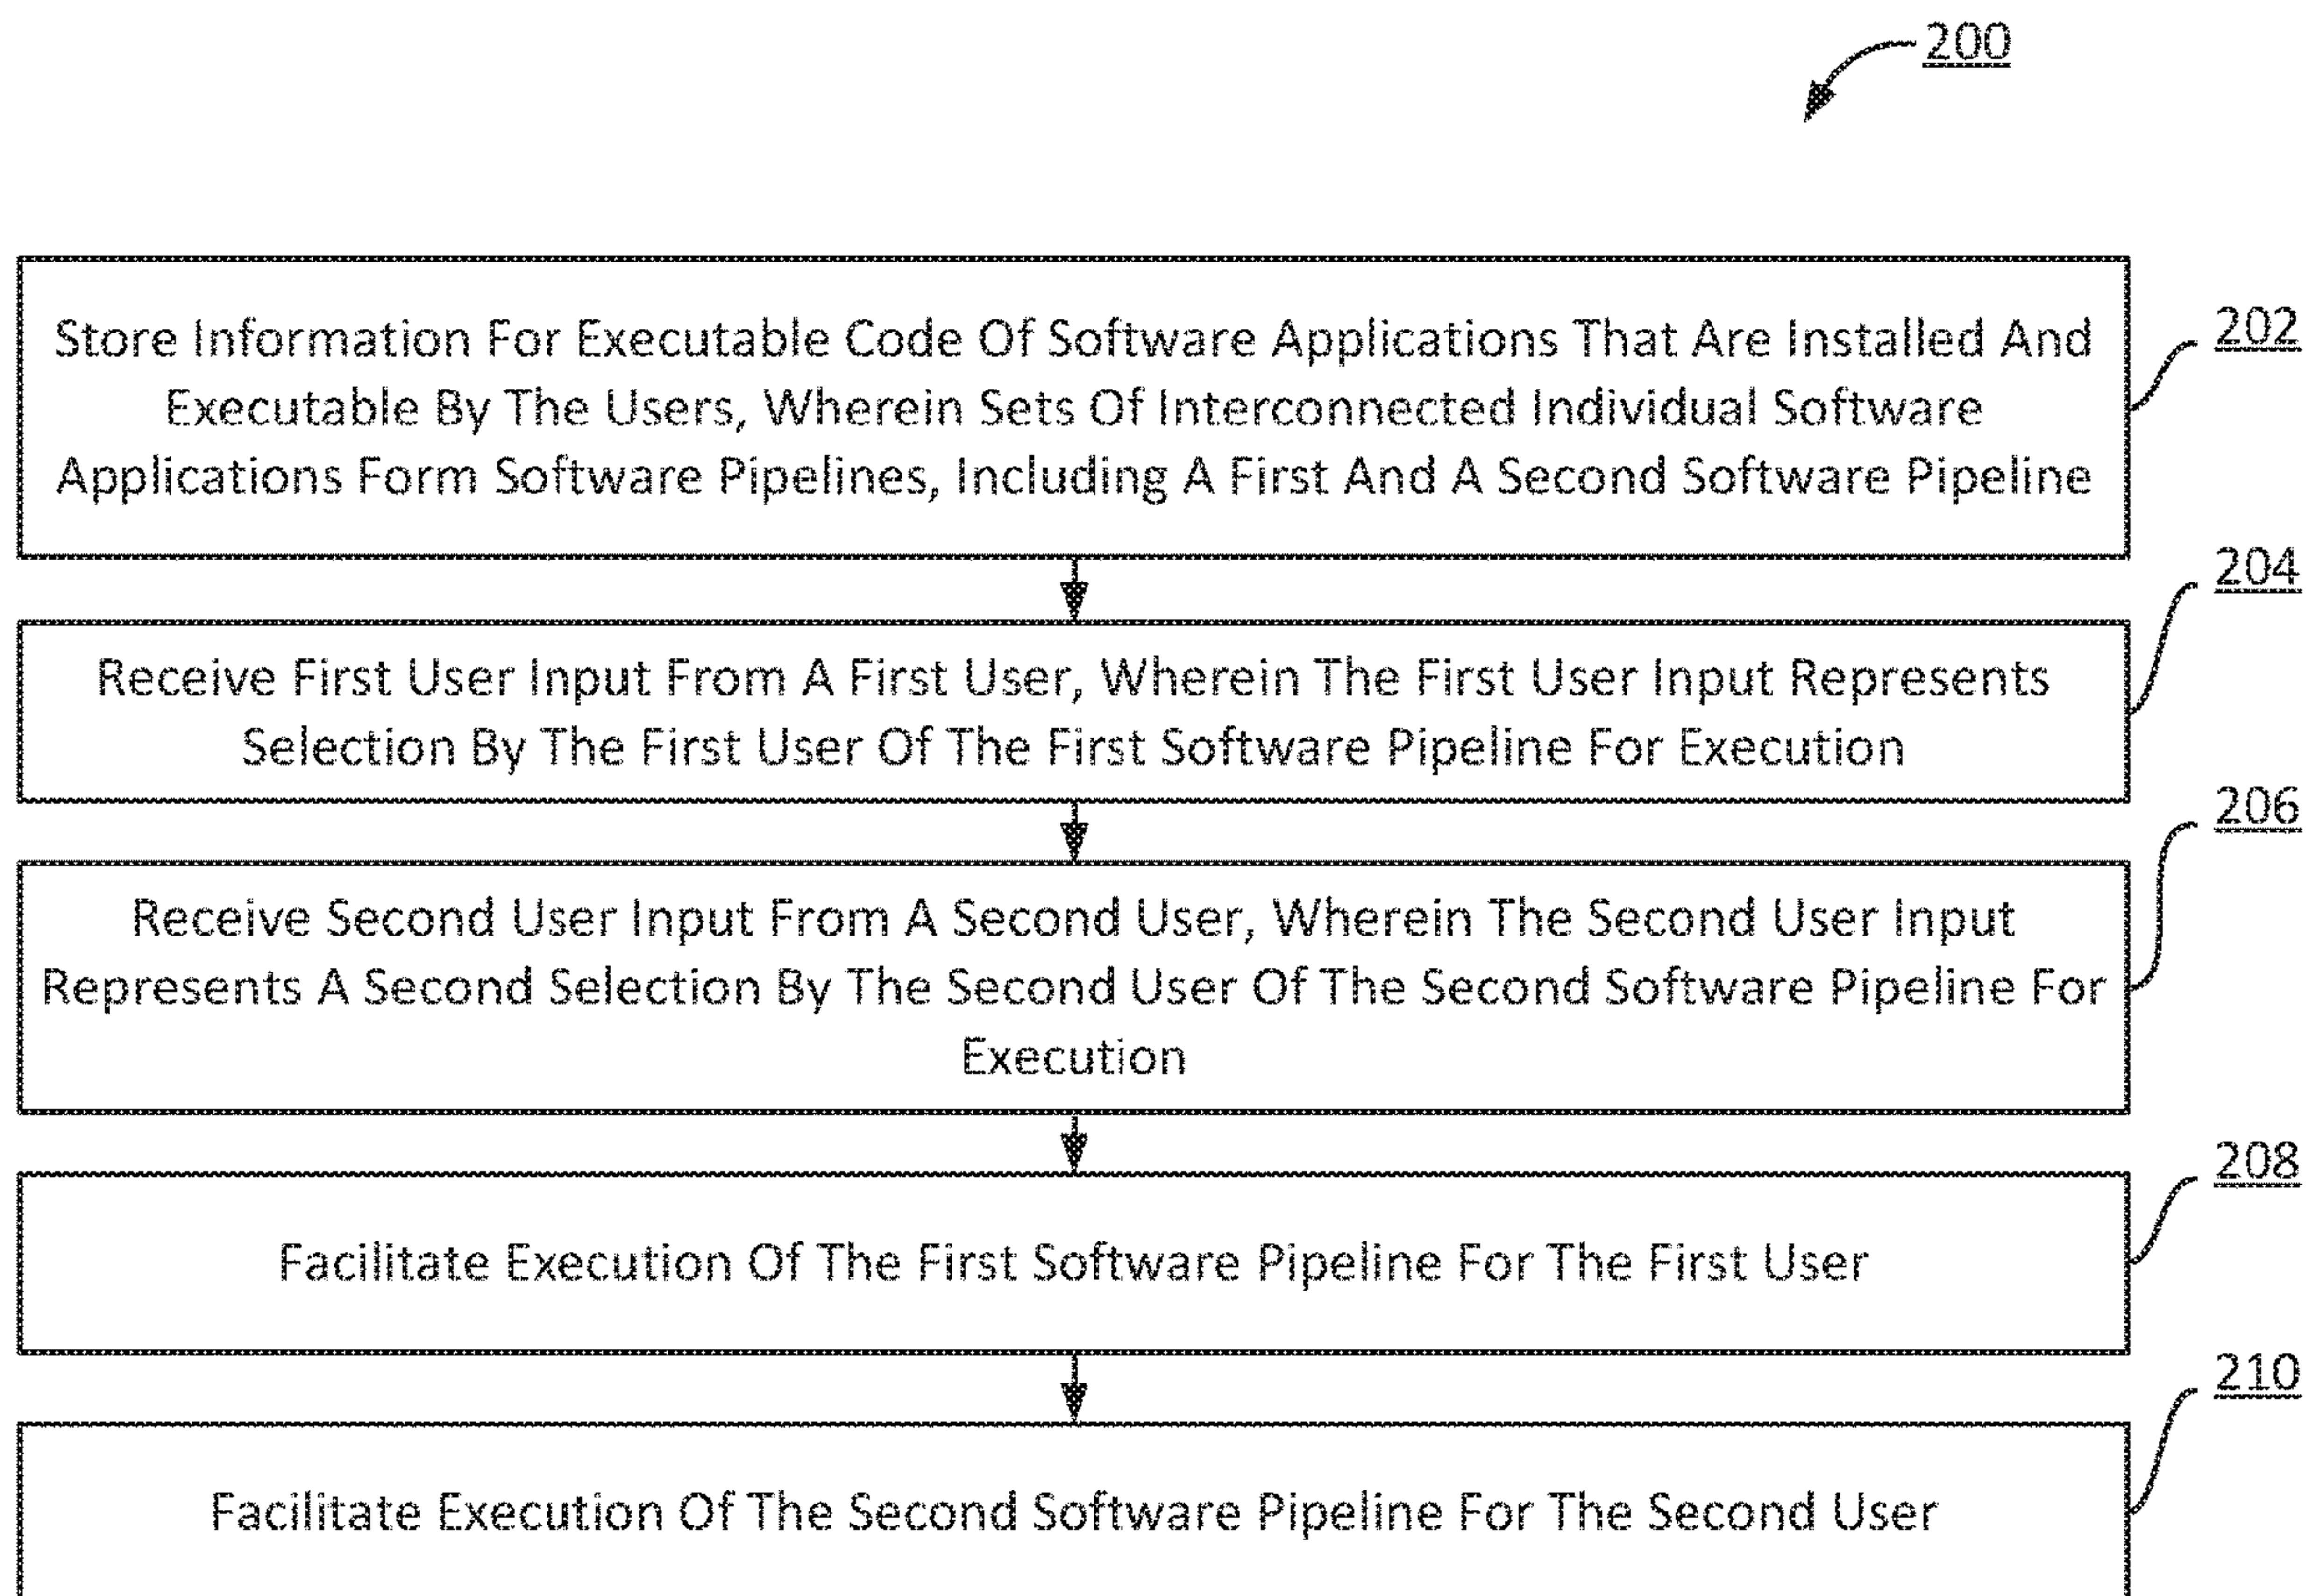 200
Store Information For Executable Code Of Software Applications That Are Installed And
Executable By The Users, Wherein Sets Of Interconnected Individual Software
Applications Form Software Pipelines, Including A First And A Second Software Pipeline
202
204
Receive First User Input From A First User, Wherein The First User Input Represents
Selection By The First User Of The First Software Pipeline For Execution
206
Receive Second User Input From A Second User, Wherein The Second User Input
Represents A Second Selection By The Second User Of The Second Software Pipeline For
Execution
208
Facilitate Execution Of The First Software Pipeline For The First User
210
Facilitate Execution Of The Second Software Pipeline For The Second User